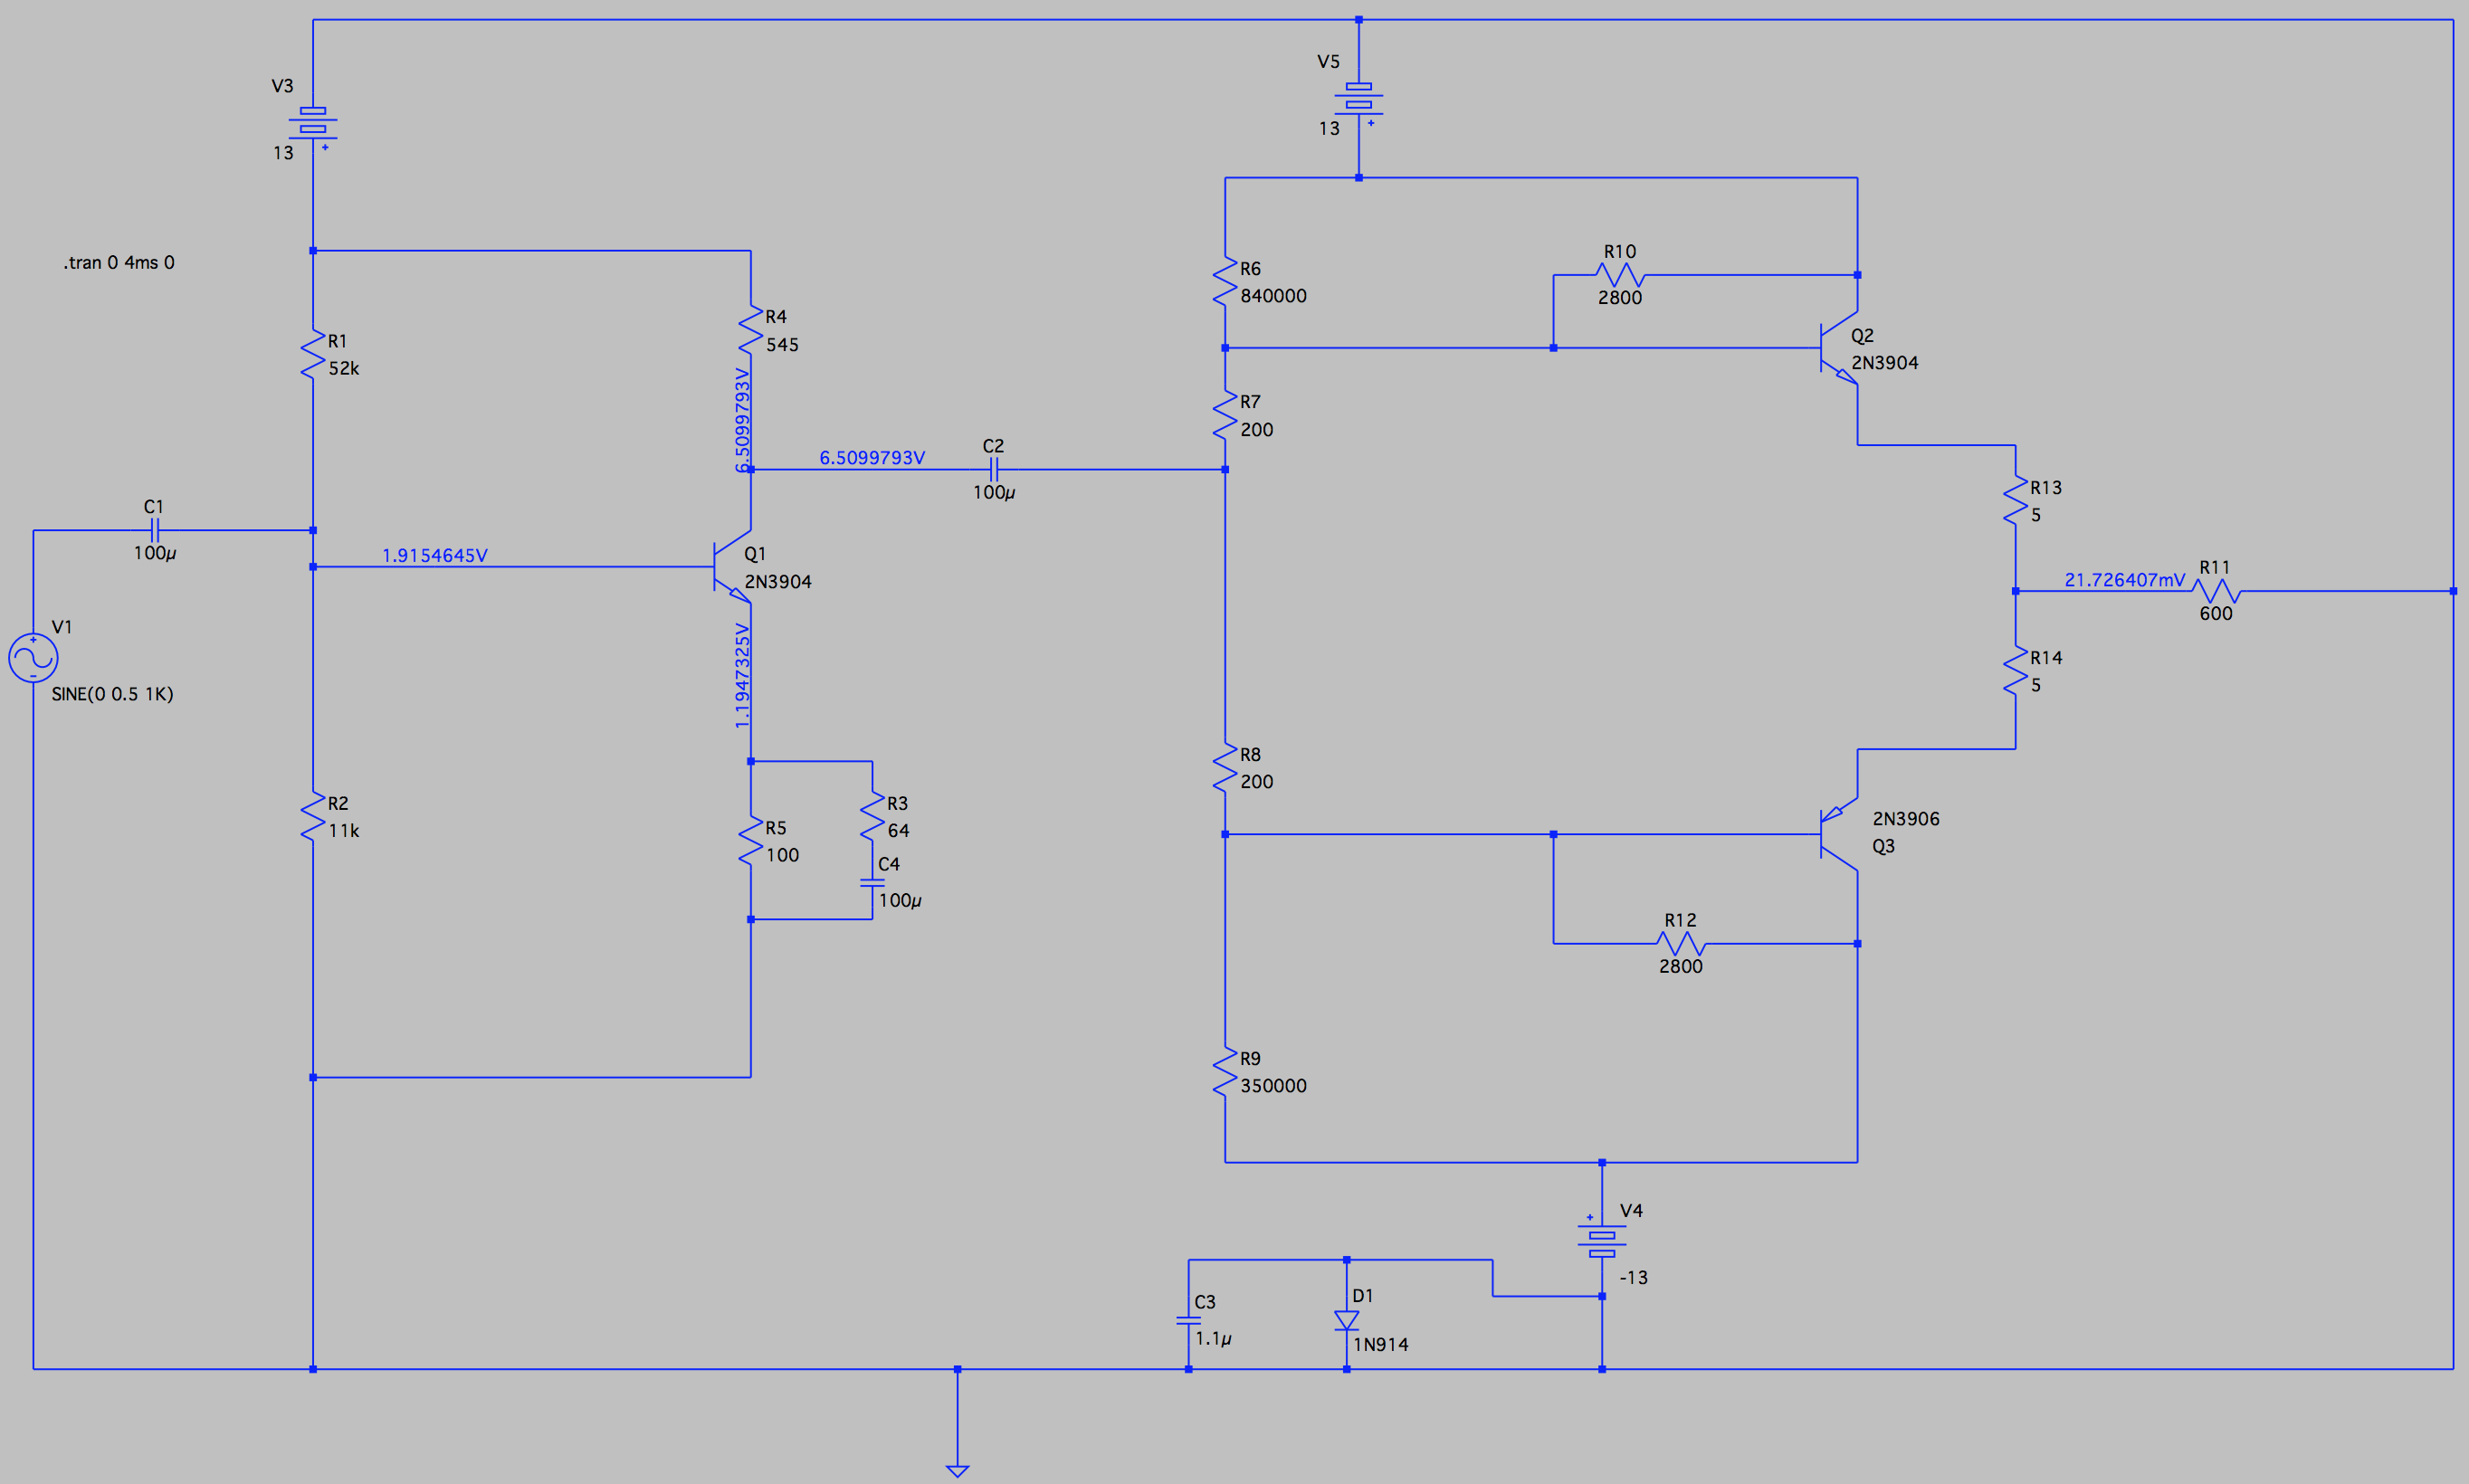 V3
13
+
.tran 0 4ms 0
R1
52k
R4
545
6.5099793V
6.5099793V
C2
100µ
C1
100µ
1.9154645V
Q1
2N3904
V1
+
-
SINE(0 0.5 1K)
1.1947325V
R2
11k
R5
100
R3
64
C4
100µ
V5
13
+
R6
840000
R10
2800
Q2
2N3904
R7
200
R13
5
21.726407mV
R11
600
R14
5
R8
200
2N3906
Q3
R12
2800
R9
350000
V4
+
-13
C3
1.1µ
D1
1N914